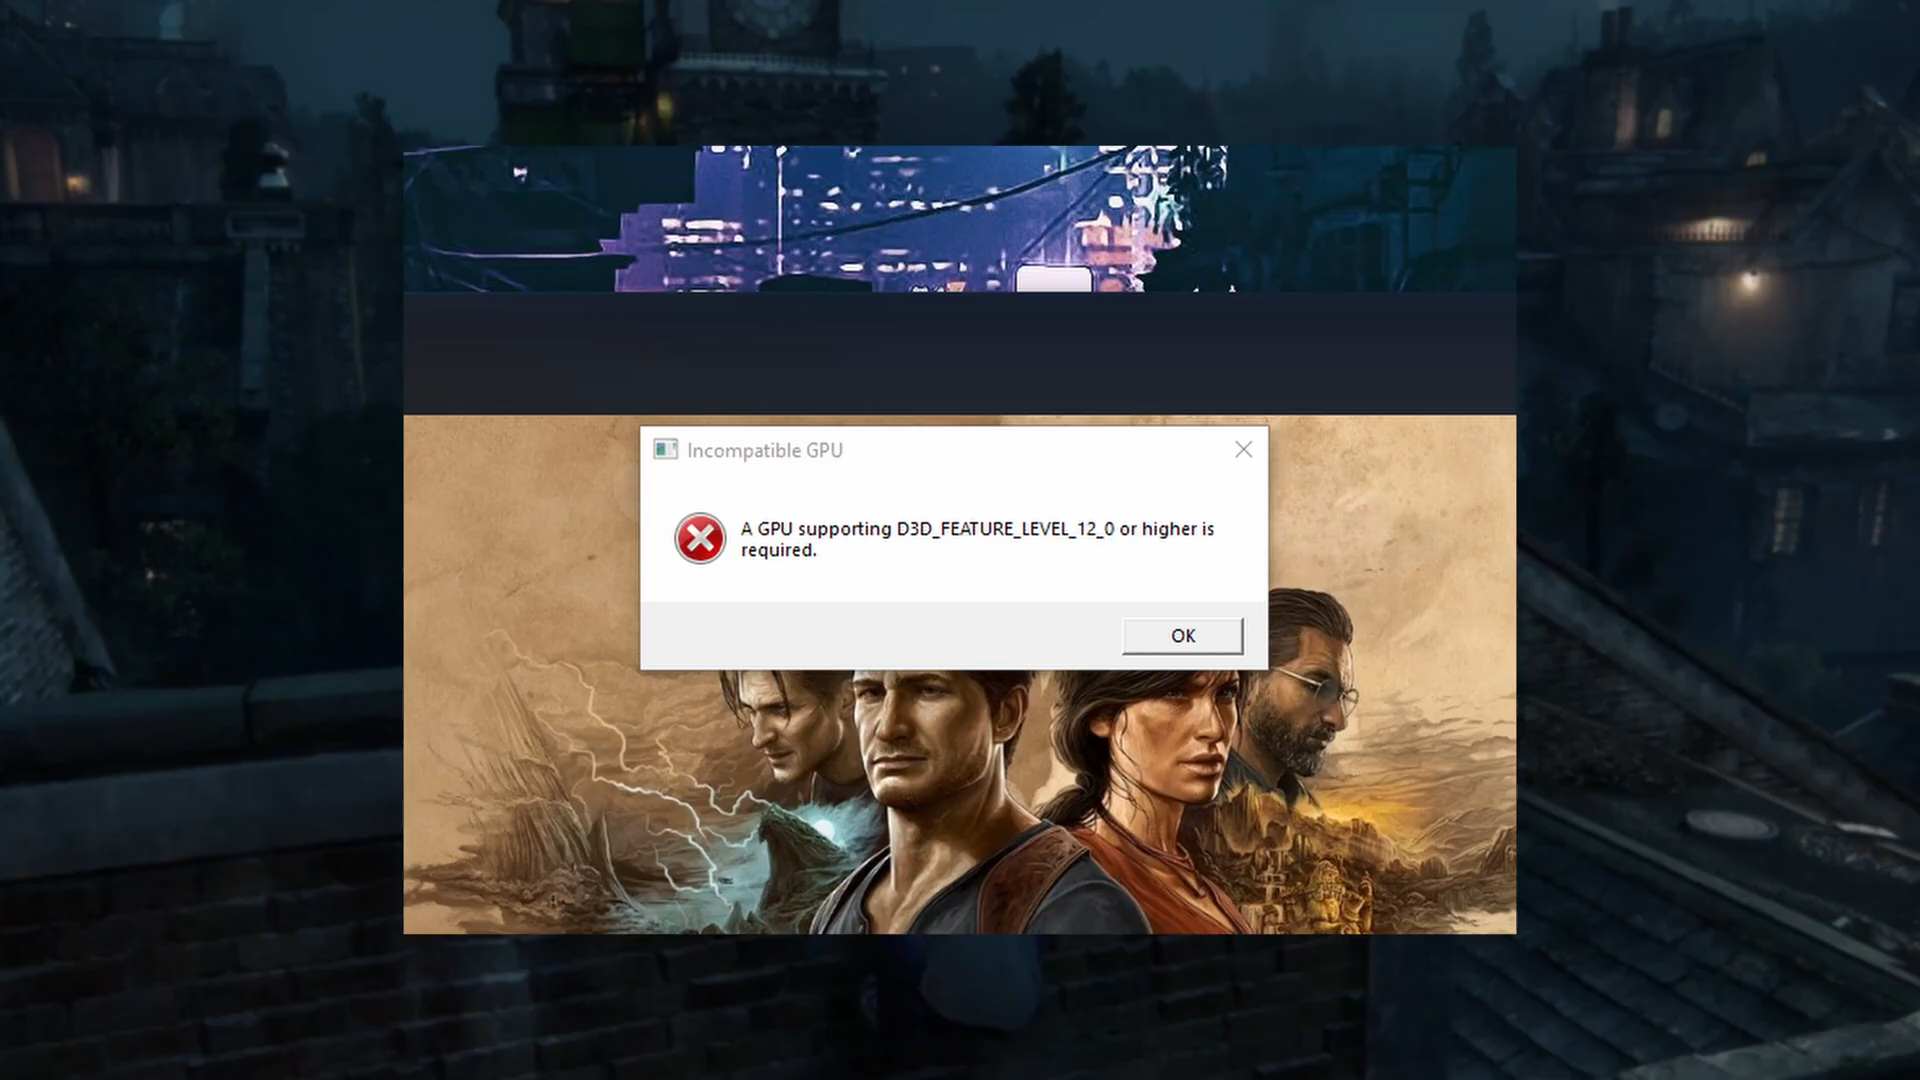 Incompatible GPU
A GPU supporting D3D_FEATURE_LEVEL_12_0 or higher is
required.
OK